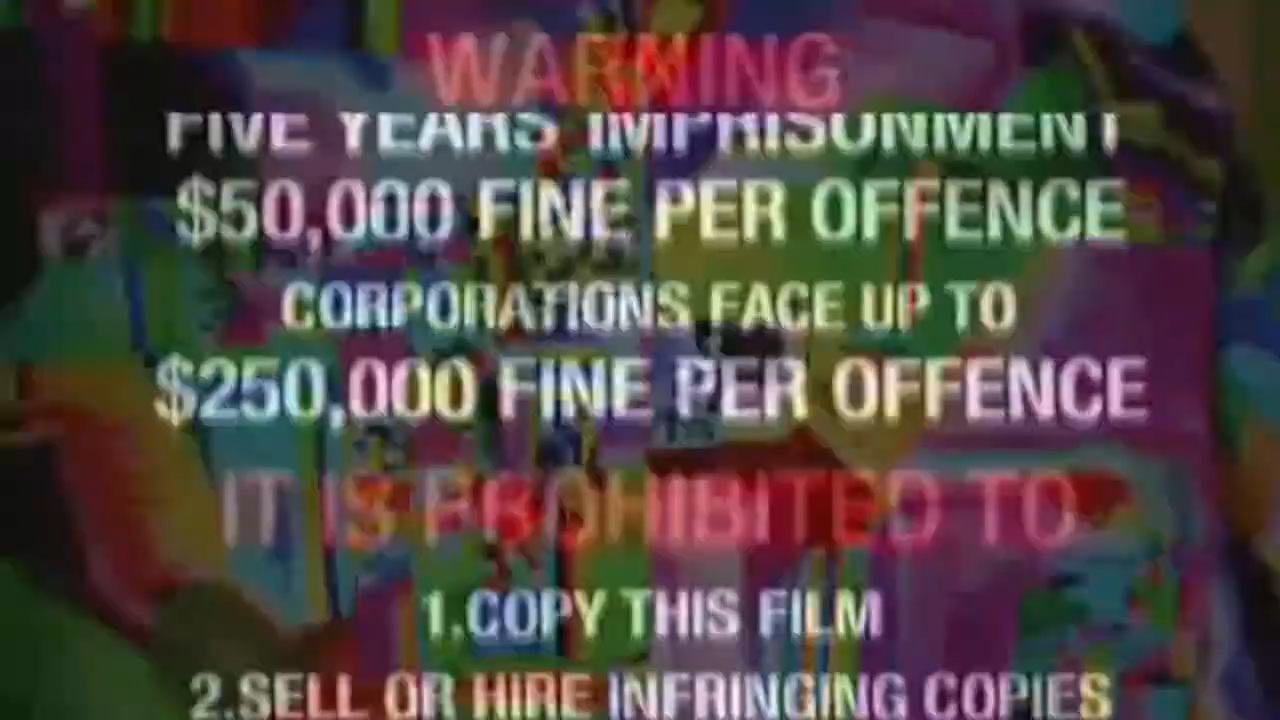 WARNING
FIVE YEARS IMPRISONMENT
$50,000 FINE PER OFFENCE
CORPORATIONS FACE UP TO
$250,000 FINE PER OFFENCE
IT IS PROHIBITED TO
1.COPY THIS FILM
2.SELL OR HIRE INFRINGING COPIES